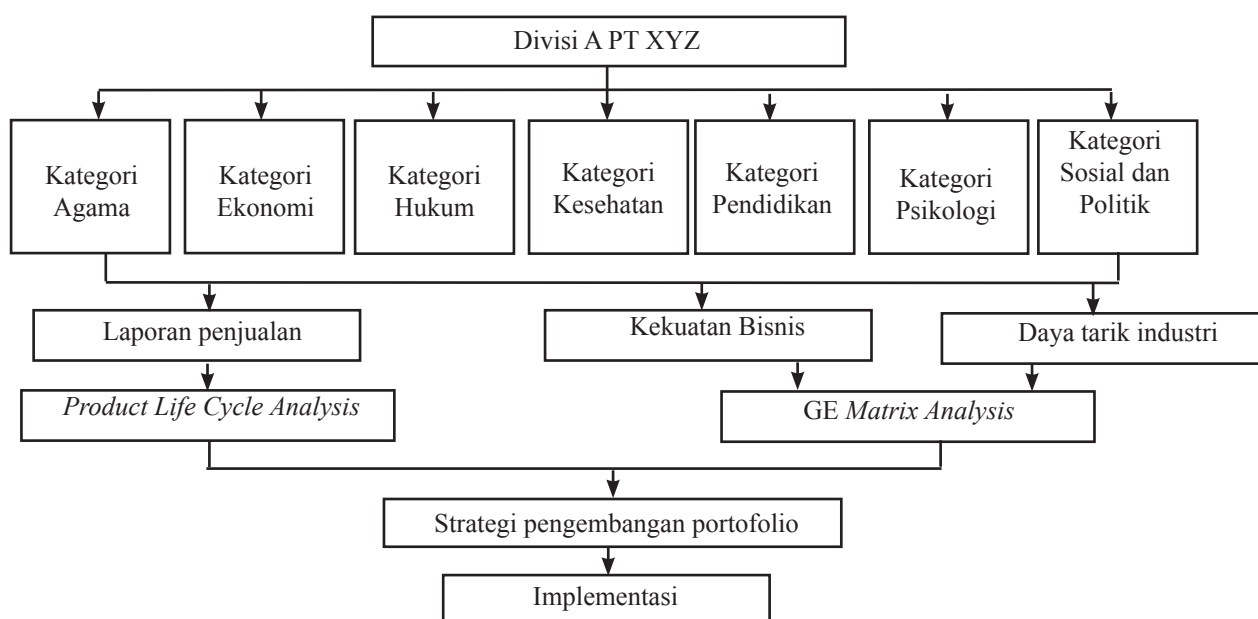 Divisi A PT XYZ
Kategori
Agama
Kategori
Ekonomi
Kategori
Hukum
Kategori
Kesehatan
Kategori
Pendidikan
Kategori
Psikologi
Kategori
Sosial dan
Politik
Laporan penjualan
Kekuatan Bisnis
Daya tarik industri
Product Life Cycle Analysis
GE Matrix Analysis
Strategi pengembangan portofolio
Implementasi